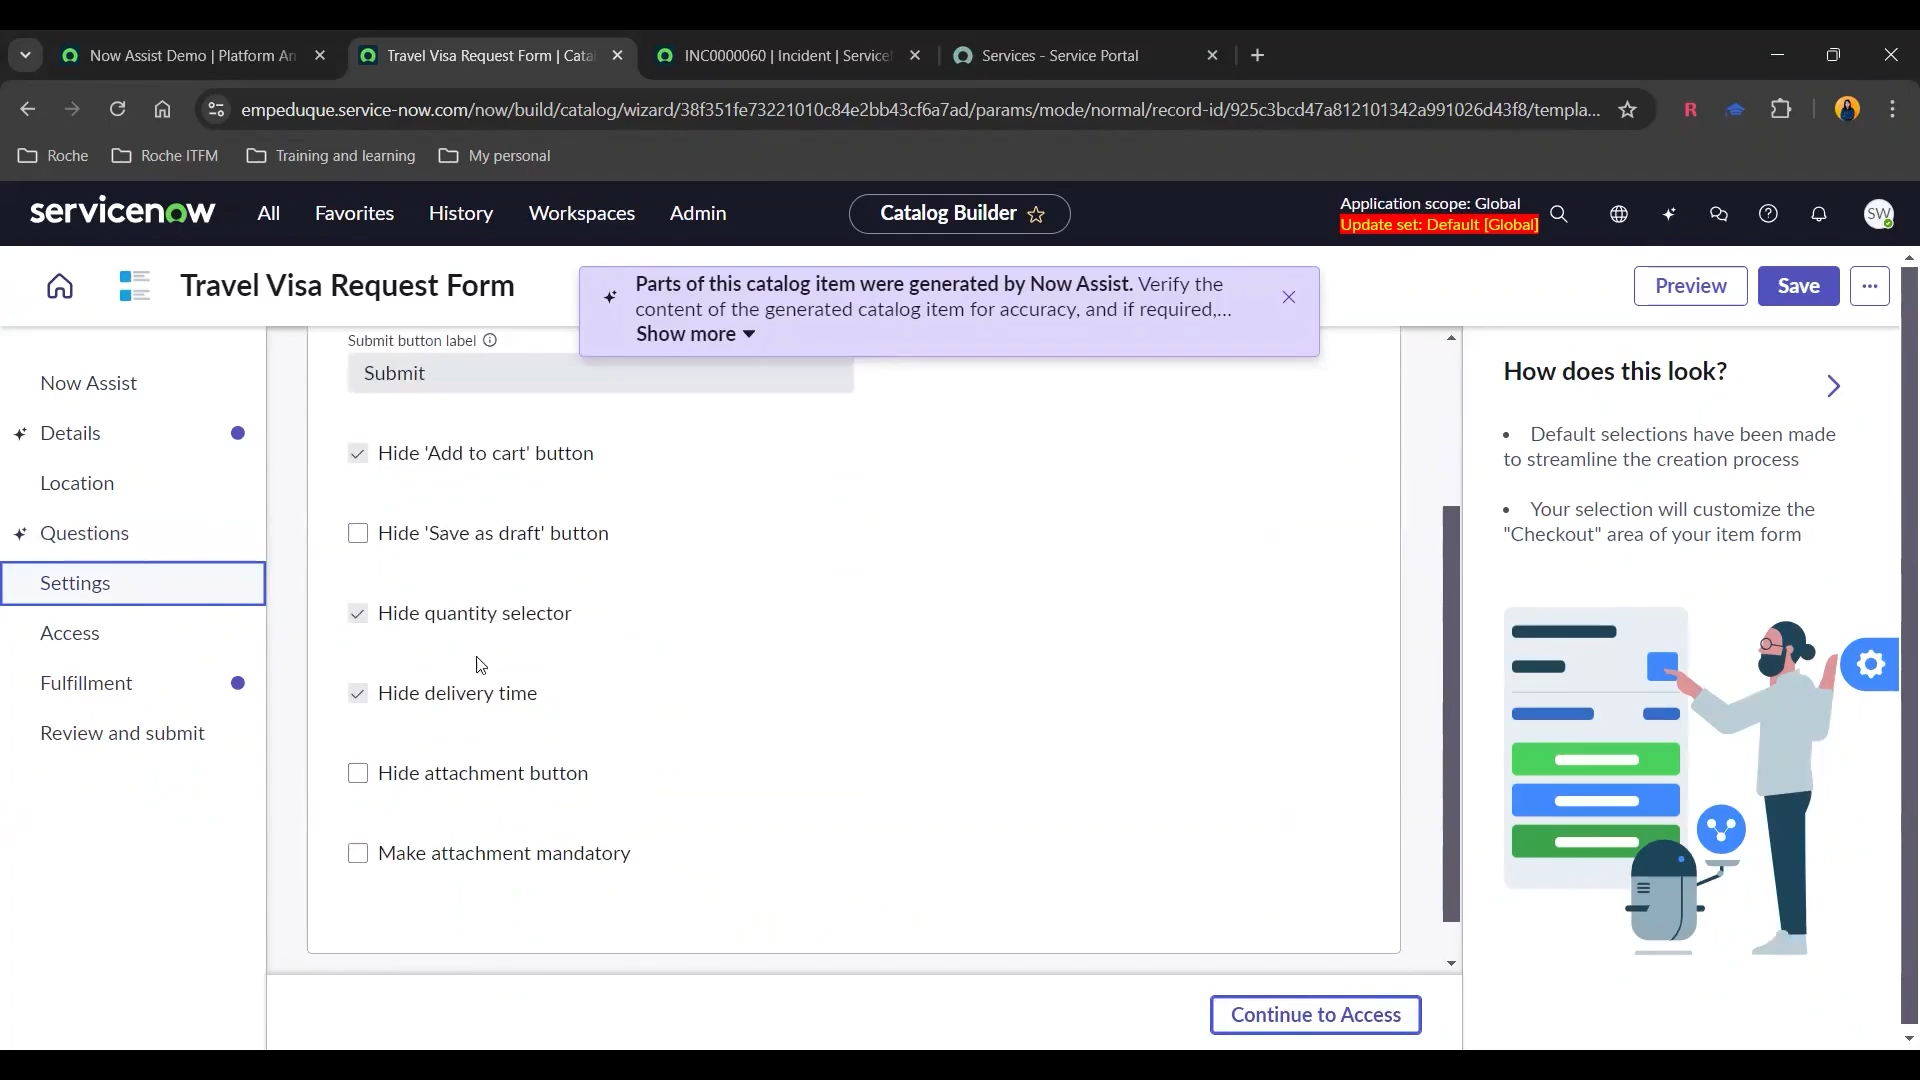 Now Assist Demo | Platform An
Travel Visa Request Form | Cata
INC0000060 | Incident | Service
Services - Service Portal
empeduque.service-now.com/now/build/catalog/wizard/38f351fe73221010c84e2bb43cf6a7ad/params/mode/normal/record-id/925c3bcd47a812101342a991026d43f8/templa...
R
Roche
Roche ITFM
Training and learning
My personal
servicenow
All
Favorites
History
Workspaces
Admin
Catalog Builder
Application scope: Global
Update set: Default [Global]
SW
Travel Visa Request Form
Parts of this catalog item were generated by Now Assist. Verify the
content of the generated catalog item for accuracy, and if required,...
Show more
Preview
Save
Now Assist
Details
Location
Questions
Settings
Access
Fulfillment
Review and submit
Submit button label
Submit
Hide 'Add to cart' button
Hide 'Save as draft' button
Hide quantity selector
Hide delivery time
Hide attachment button
Make attachment mandatory
Continue to Access
How does this look?
• Default selections have been made
to streamline the creation process
• Your selection will customize the
"Checkout" area of your item form